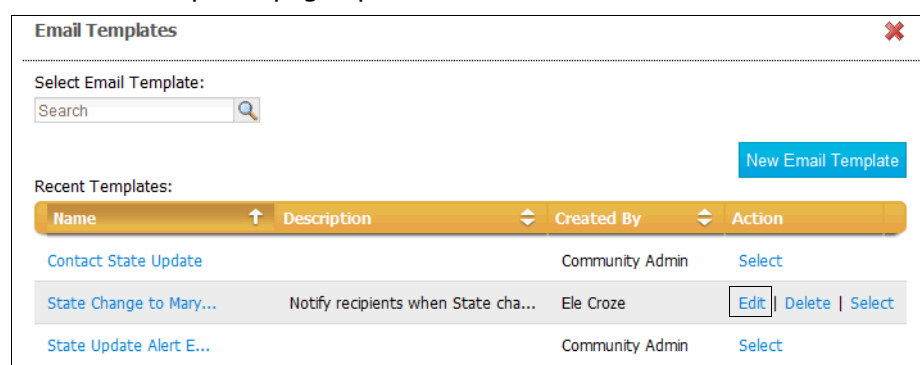 Email Templates
Select Email Template:
Search
New Email Template
Recent Templates:
Name Description Created By Action
Contact State Update Community Admin Select
State Change to Mary... Notify recipients when State cha... Ele Croze Edit | Delete | Select
State Update Alert E... Community Admin Select